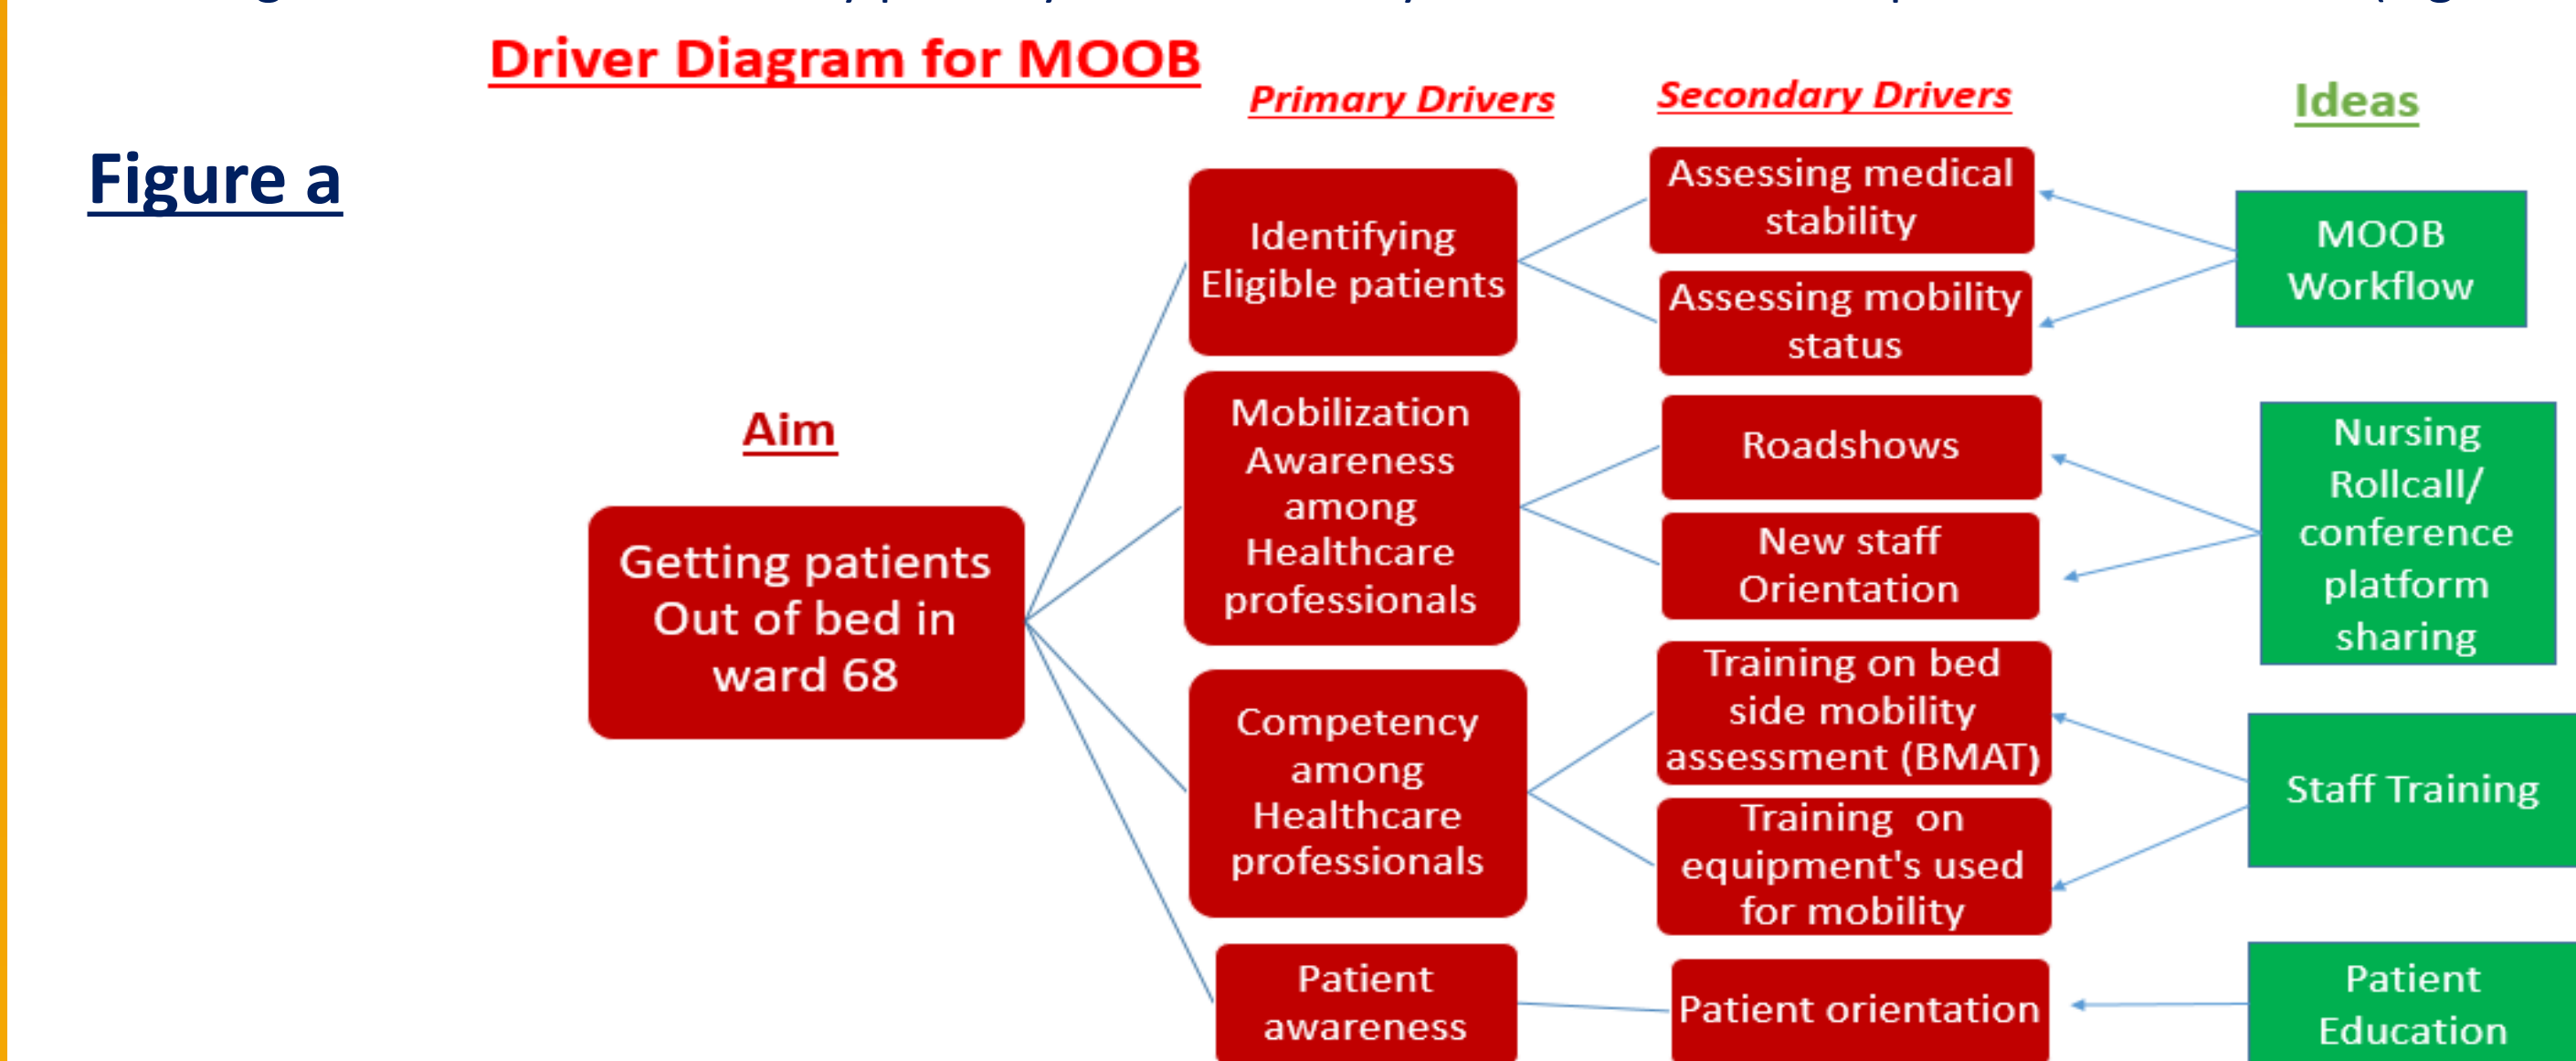 Driver Diagram for MOOB
Primary Drivers
Secondary Drivers
Ideas
Figure a
Aim
Getting patients
Out of bed in
ward 68
Identifying
Eligible patients
Mobilization
Awareness
among
Healthcare
professionals
Competency
among
Healthcare
professionals
Patient
awareness
Assessing medical
stability
Assessing mobility
status
Roadshows
New staff
Orientation
Training on bed
side mobility
assessment (BMAT)
Training on
equipment's used
for mobility
Patient orientation
MOOB
Workflow
Nursing
Rollcall/
conference
platform
sharing
Staff Training
Patient
Education